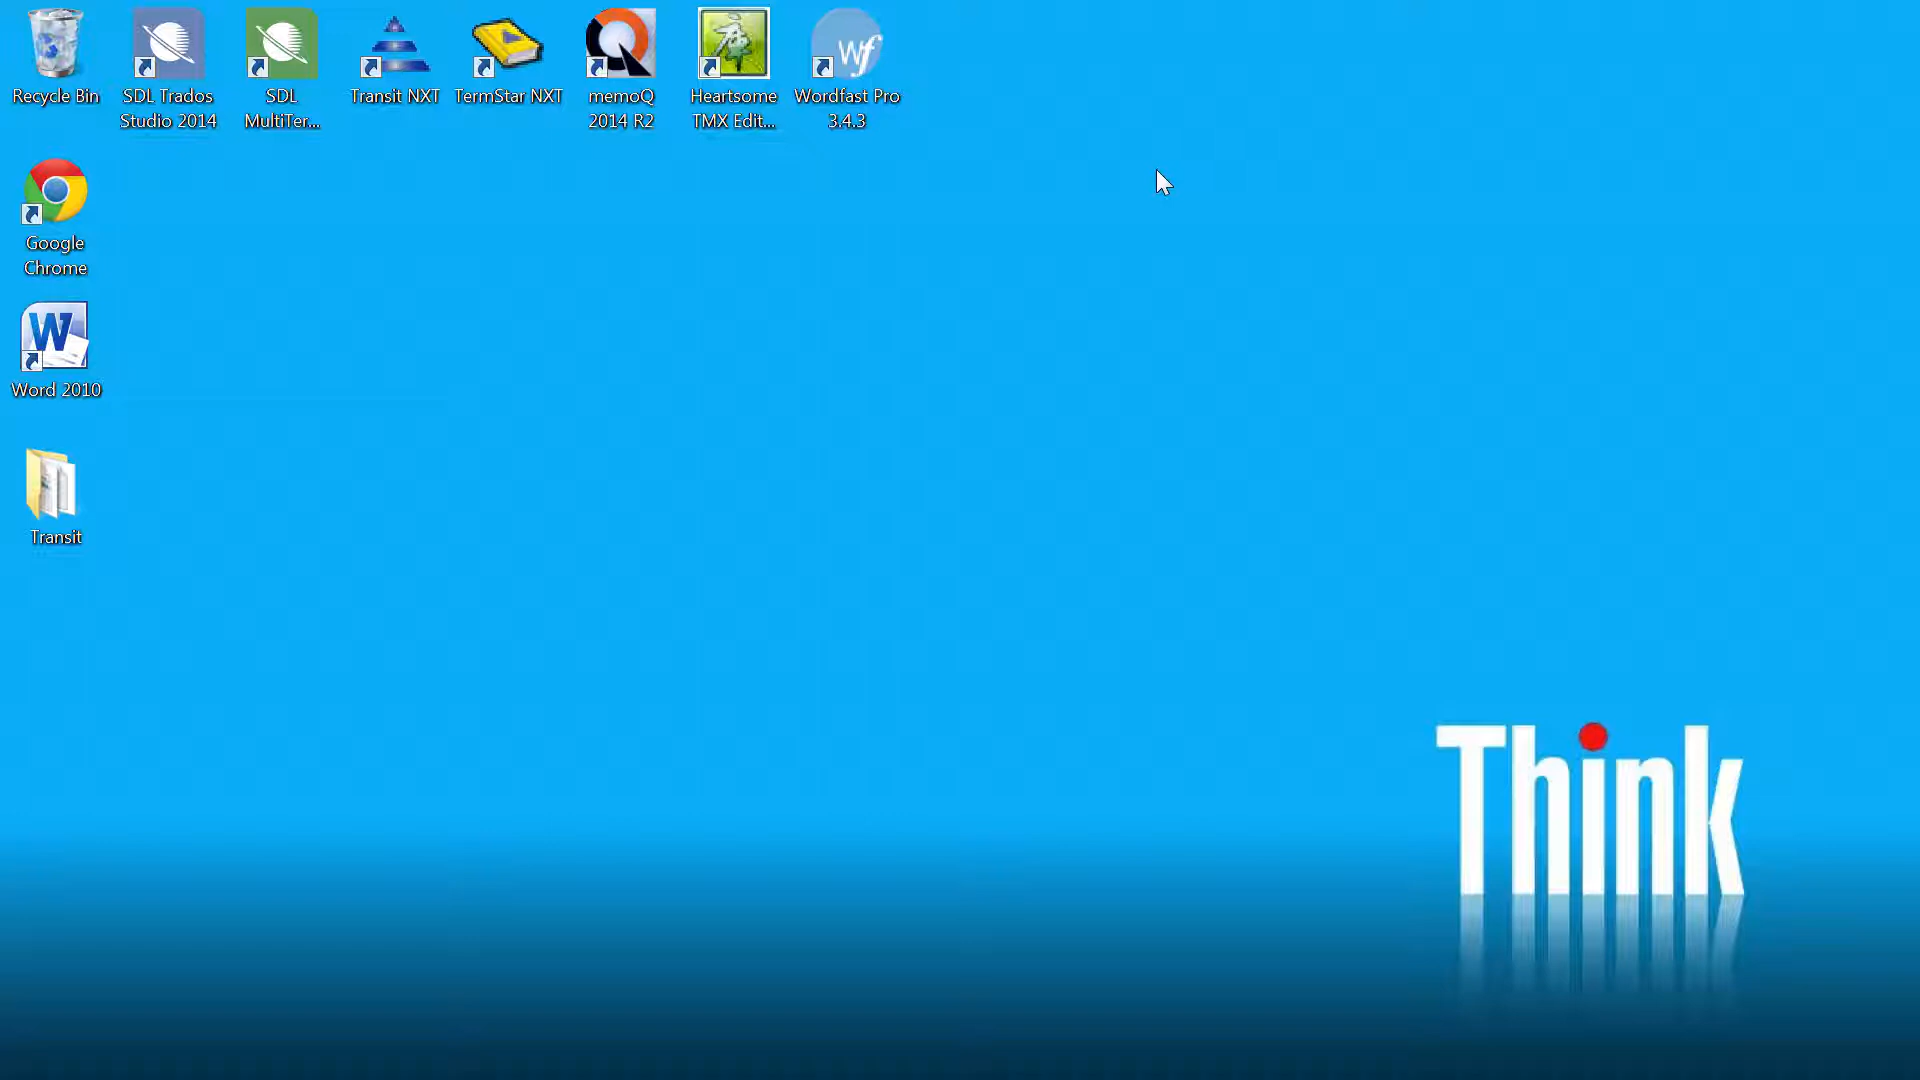 Recycle Bin
SDL Trados
Studio 2014
SDL
MultiTer...
Transit NXT
TermStar NXT
memoQ
2014 R2
Heartsome
TMX Edit...
Wf
Wordfast Pro
3.4.3
Google
Chrome
W
Word 2010
Transit
Think